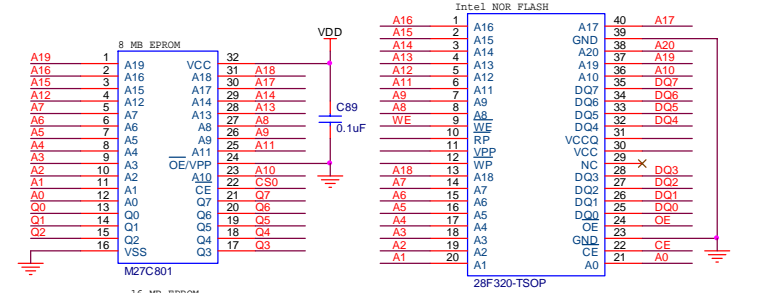 8 MB EPROM
A19 1 A19 VCC 32
A16 2 A16 A18 31 A18
A15 3 A15 A17 30 A17
A12 4 A12 A14 29 A14
A7 5 A7 A13 28 A13
A6 6 A6 A8 27 A8
A5 7 A5 A9 26 A9
A4 8 A4 A11 25 A11
A3 9 A3 OE/VPP 24
A2 10 A2 A10 23 A10
A1 11 A1 CE 22 CS0
A0 12 A0 Q7 21 Q7
Q0 13 Q0 Q6 20 Q6
Q1 14 Q1 Q5 19 Q5
Q2 15 Q2 Q4 18 Q4
16 VSS Q3 17 Q3
M27C801
VDD
C89
0.1uF
Intel NOR FLASH
A16 1 A16 A17 40 A17
A15 2 A15 GND 39
A14 3 A14 A20 38 A20
A13 4 A13 A19 37 A19
A12 5 A12 A10 36 A10
A11 6 A11 DQ7 35 DQ7
A9 7 A9 DQ6 34 DQ6
A8 8 A8 DQ5 33 DQ5
WE 9 WE DQ4 32 DQ4
10 RP VCCQ 31
11 VPP VCC 30
12 WP NC 29
A18 13 A18 DQ3 28 DQ3
A7 14 A7 DQ2 27 DQ2
A6 15 A6 DQ1 26 DQ1
A5 16 A5 DQ0 25 DQ0
A4 17 A4 OE 24 OE
A3 18 A3 GND 23
A2 19 A2 CE 22 CE
A1 20 A1 A0 21 A0
28F320-TSOP